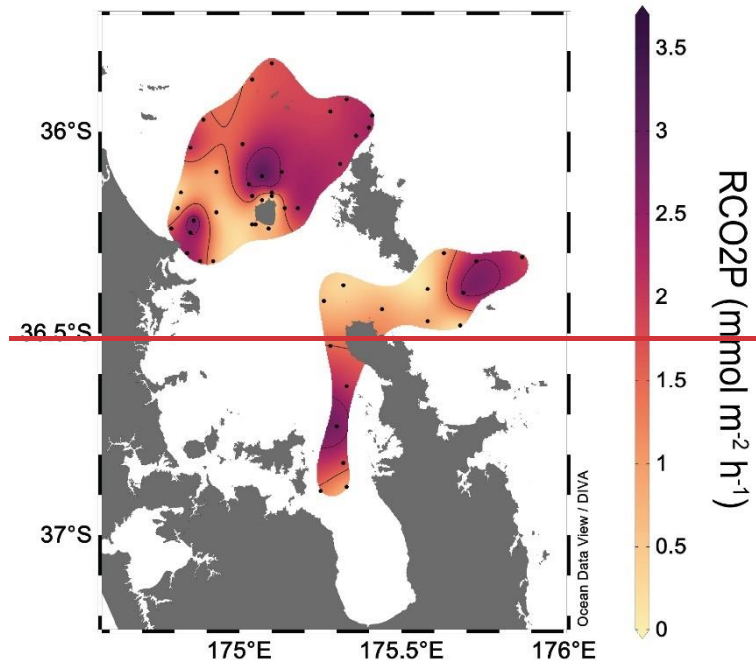 36°S
36.5°S
37°S
175°E
175.5°E
176°E
Ocean Data View / DIVA
3.5
3
2.5
2
1.5
1
0.5
0
RCO2P (mmol m⁻² h⁻¹)